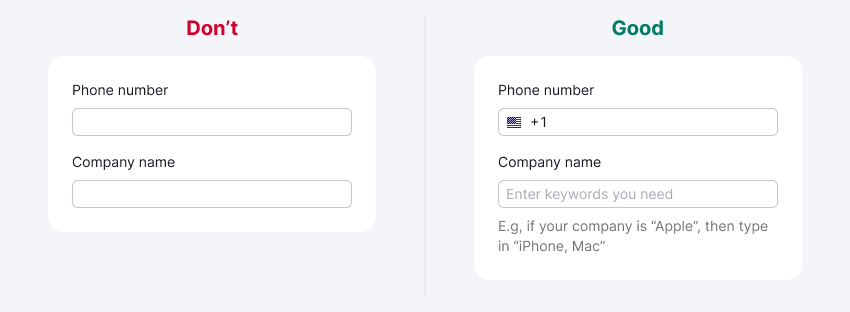 Don’t
Phone number
Company name
Good
Phone number
+1
Company name
Enter keywords you need
E.g, if your company is “Apple”, then type
in “iPhone, Mac”